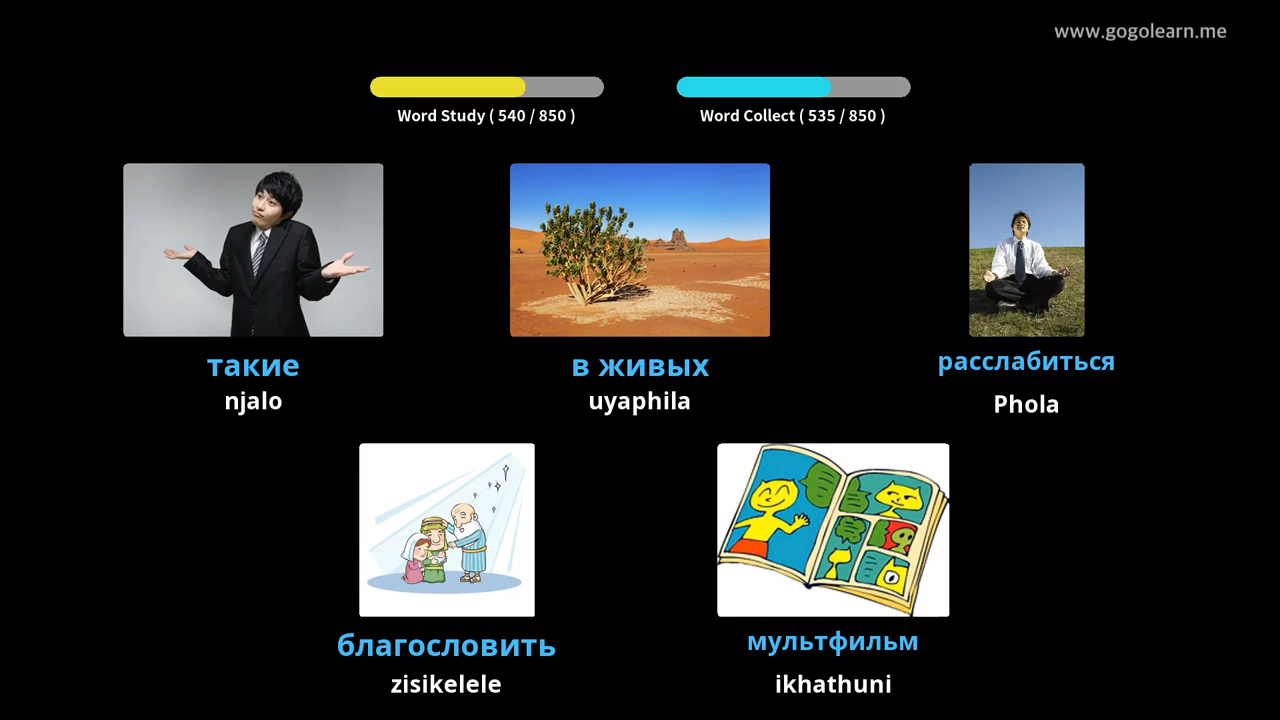 www.gogolearn.me
Word Study ( 540 / 850 )
Word Collect ( 535 / 850 )
такие
njalo
в живых
uyaphila
расслабиться
Phola
благословить
zisikelele
мультфильм
ikhathuni